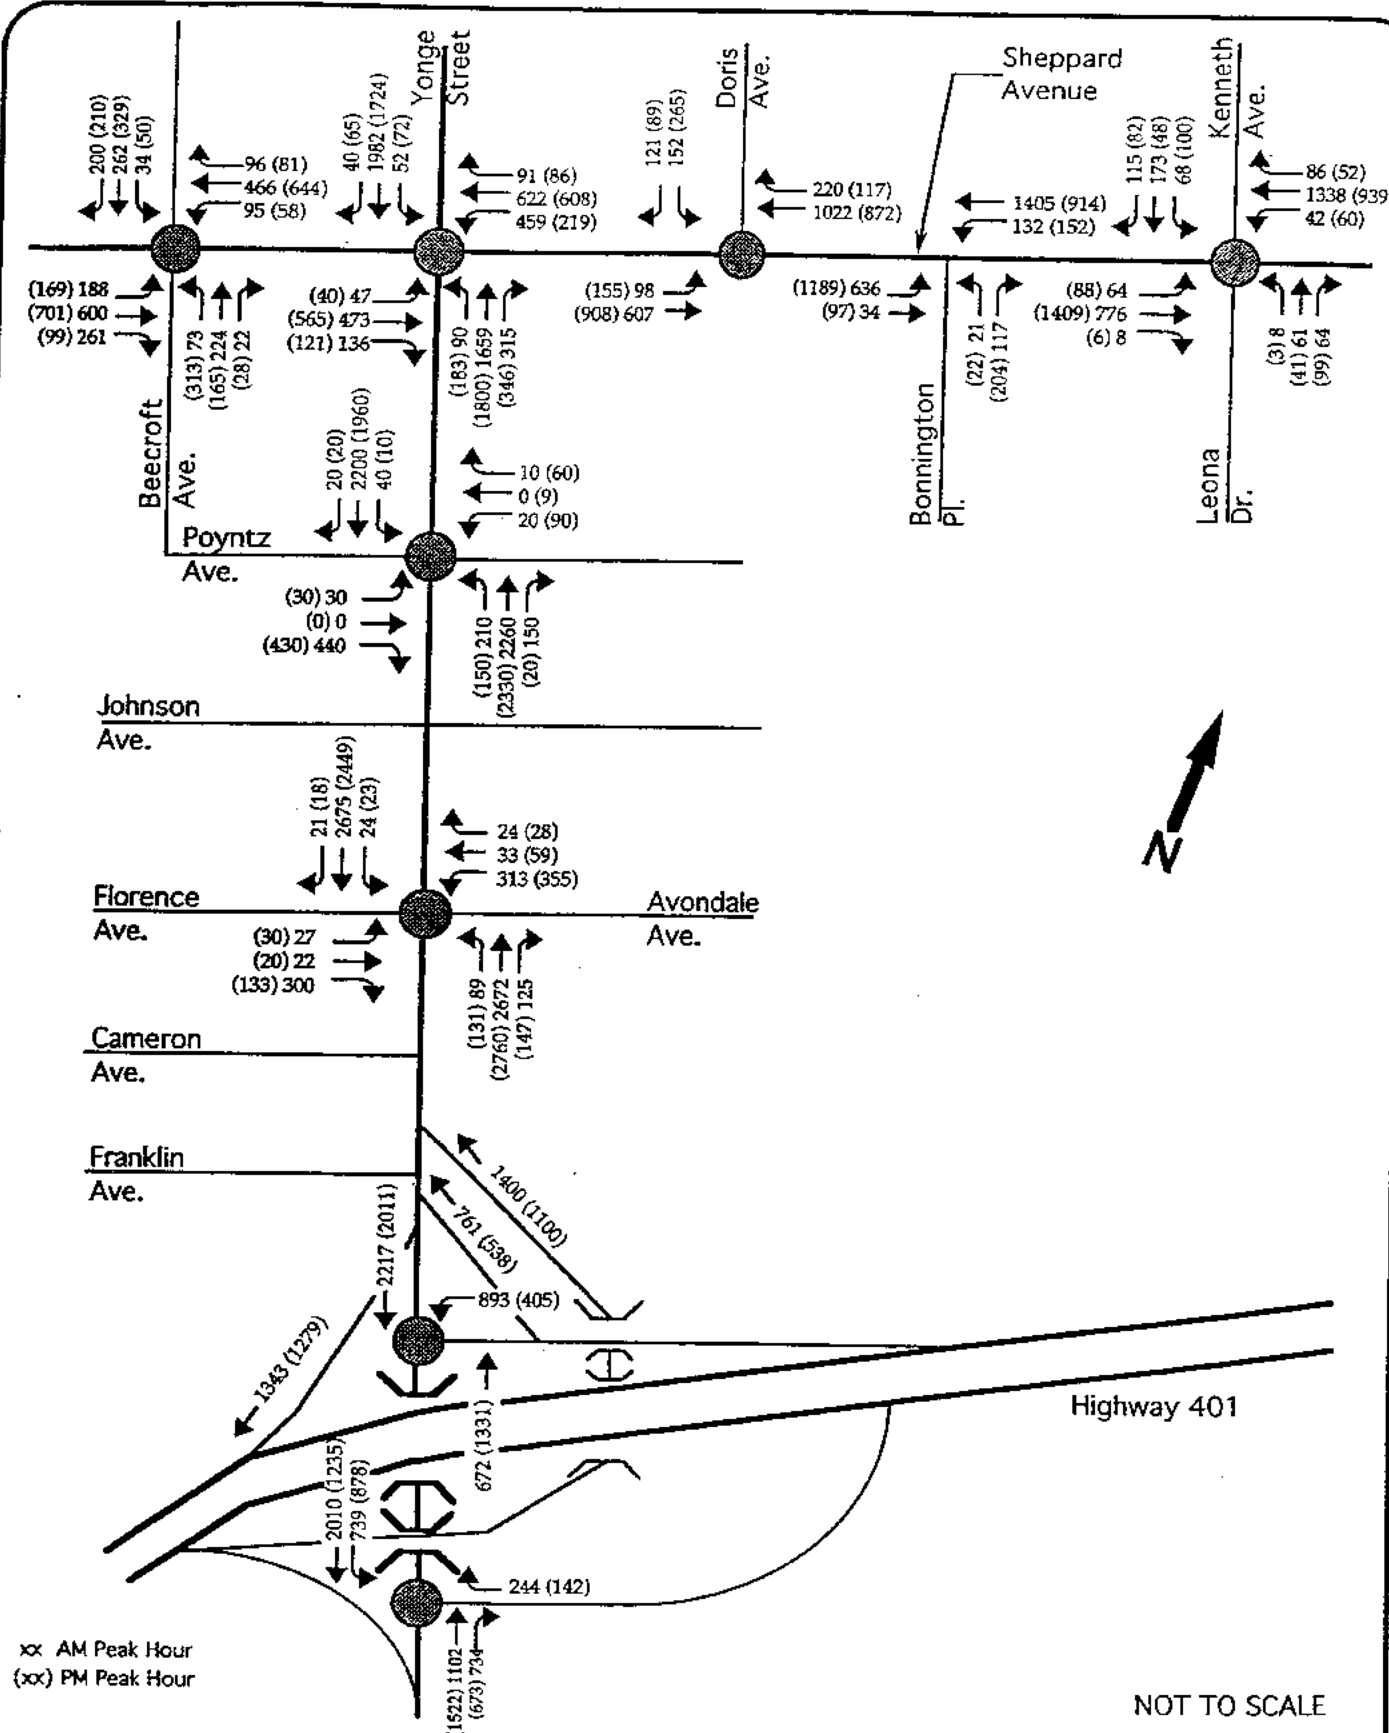 Yonge
Street
Doris
Ave.
Sheppard
Avenue
Kenneth
Ave.
200 (210)
262 (329)
34 (50)
96 (81)
466 (644)
95 (58)
40 (65)
1982 (1724)
52 (72)
91 (86)
622 (608)
459 (219)
121 (89)
152 (265)
220 (117)
1022 (872)
1405 (914)
132 (152)
115 (82)
173 (48)
68 (100)
86 (52)
1338 (939
42 (60)
(169) 188
(701) 600
(99) 261
(313) 73
(165) 224
(28) 22
(40) 47
(565) 473
(121) 136
(183) 90
(1800) 1659
(346) 315
(155) 98
(908) 607
(1189) 636
(97) 34
(22) 21
(204) 117
(88) 64
(1409) 776
(6) 8
(3) 8
(41) 61
(99) 64
Beecroft
Ave.
Bonnington
Pl.
Leona
Dr.
20 (20)
2200 (1960)
40 (10)
10 (60)
0 (9)
20 (90)
Poyntz
Ave.
(30) 30
(0) 0
(430) 440
(150) 210
(2330) 2260
(20) 150
Johnson
Ave.
N
21 (18)
2675 (2449)
24 (23)
24 (28)
33 (59)
313 (355)
Florence
Ave.
Avondale
Ave.
(30) 27
(20) 22
(133) 300
(131) 89
(2760) 2672
(147) 125
Cameron
Ave.
Franklin
Ave.
1400 (1100)
761 (538)
2217 (2011)
893 (405)
1343 (1279)
672 (1331)
Highway 401
2010 (1235)
739 (878)
244 (142)
(1522) 1102
(673) 734
xx AM Peak Hour
(xx) PM Peak Hour
NOT TO SCALE